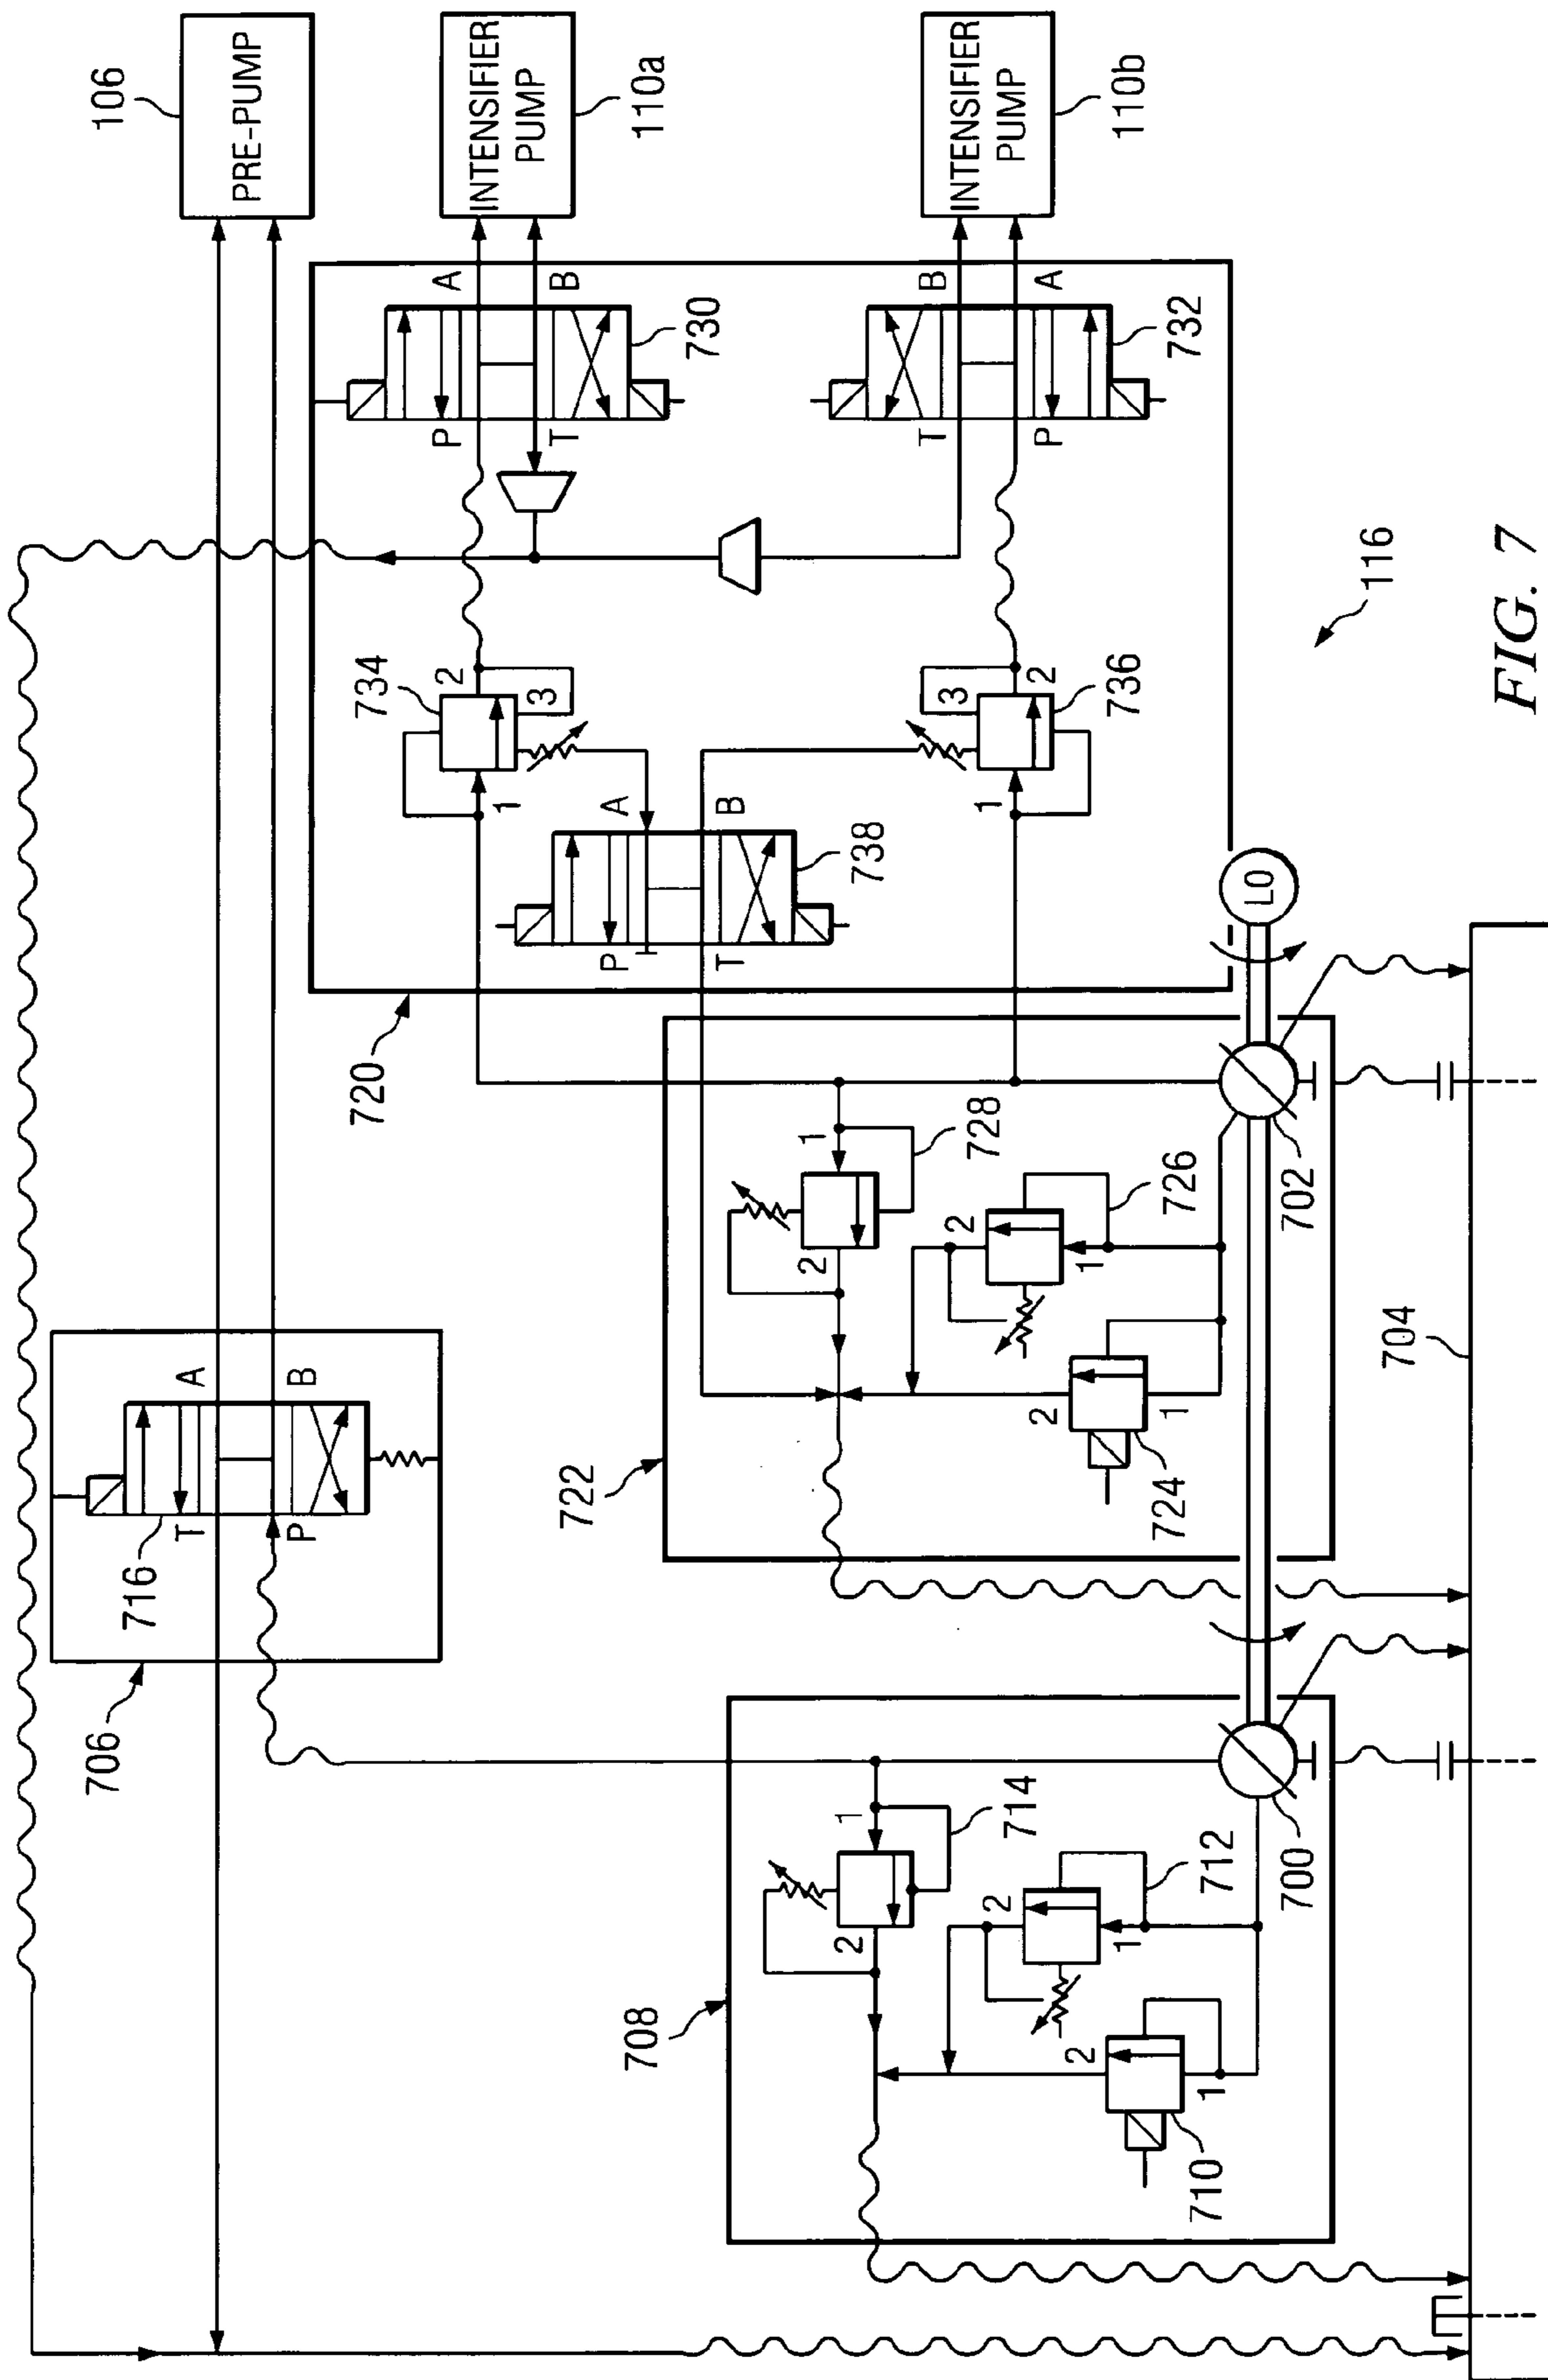 106
PRE-PUMP
INTENSIFIER
PUMP
110a
INTENSIFIER
PUMP
110b
A
B
730
P
T
B
A
732
T
P
734
2
3
1
736
3
2
1
A
B
738
P
T
720
LO
116
FIG. 7
1
728
2
2
726
1
2
1
724
722
702
704
A
B
716
T
P
706
1
714
2
2
712
1
2
1
710
708
700